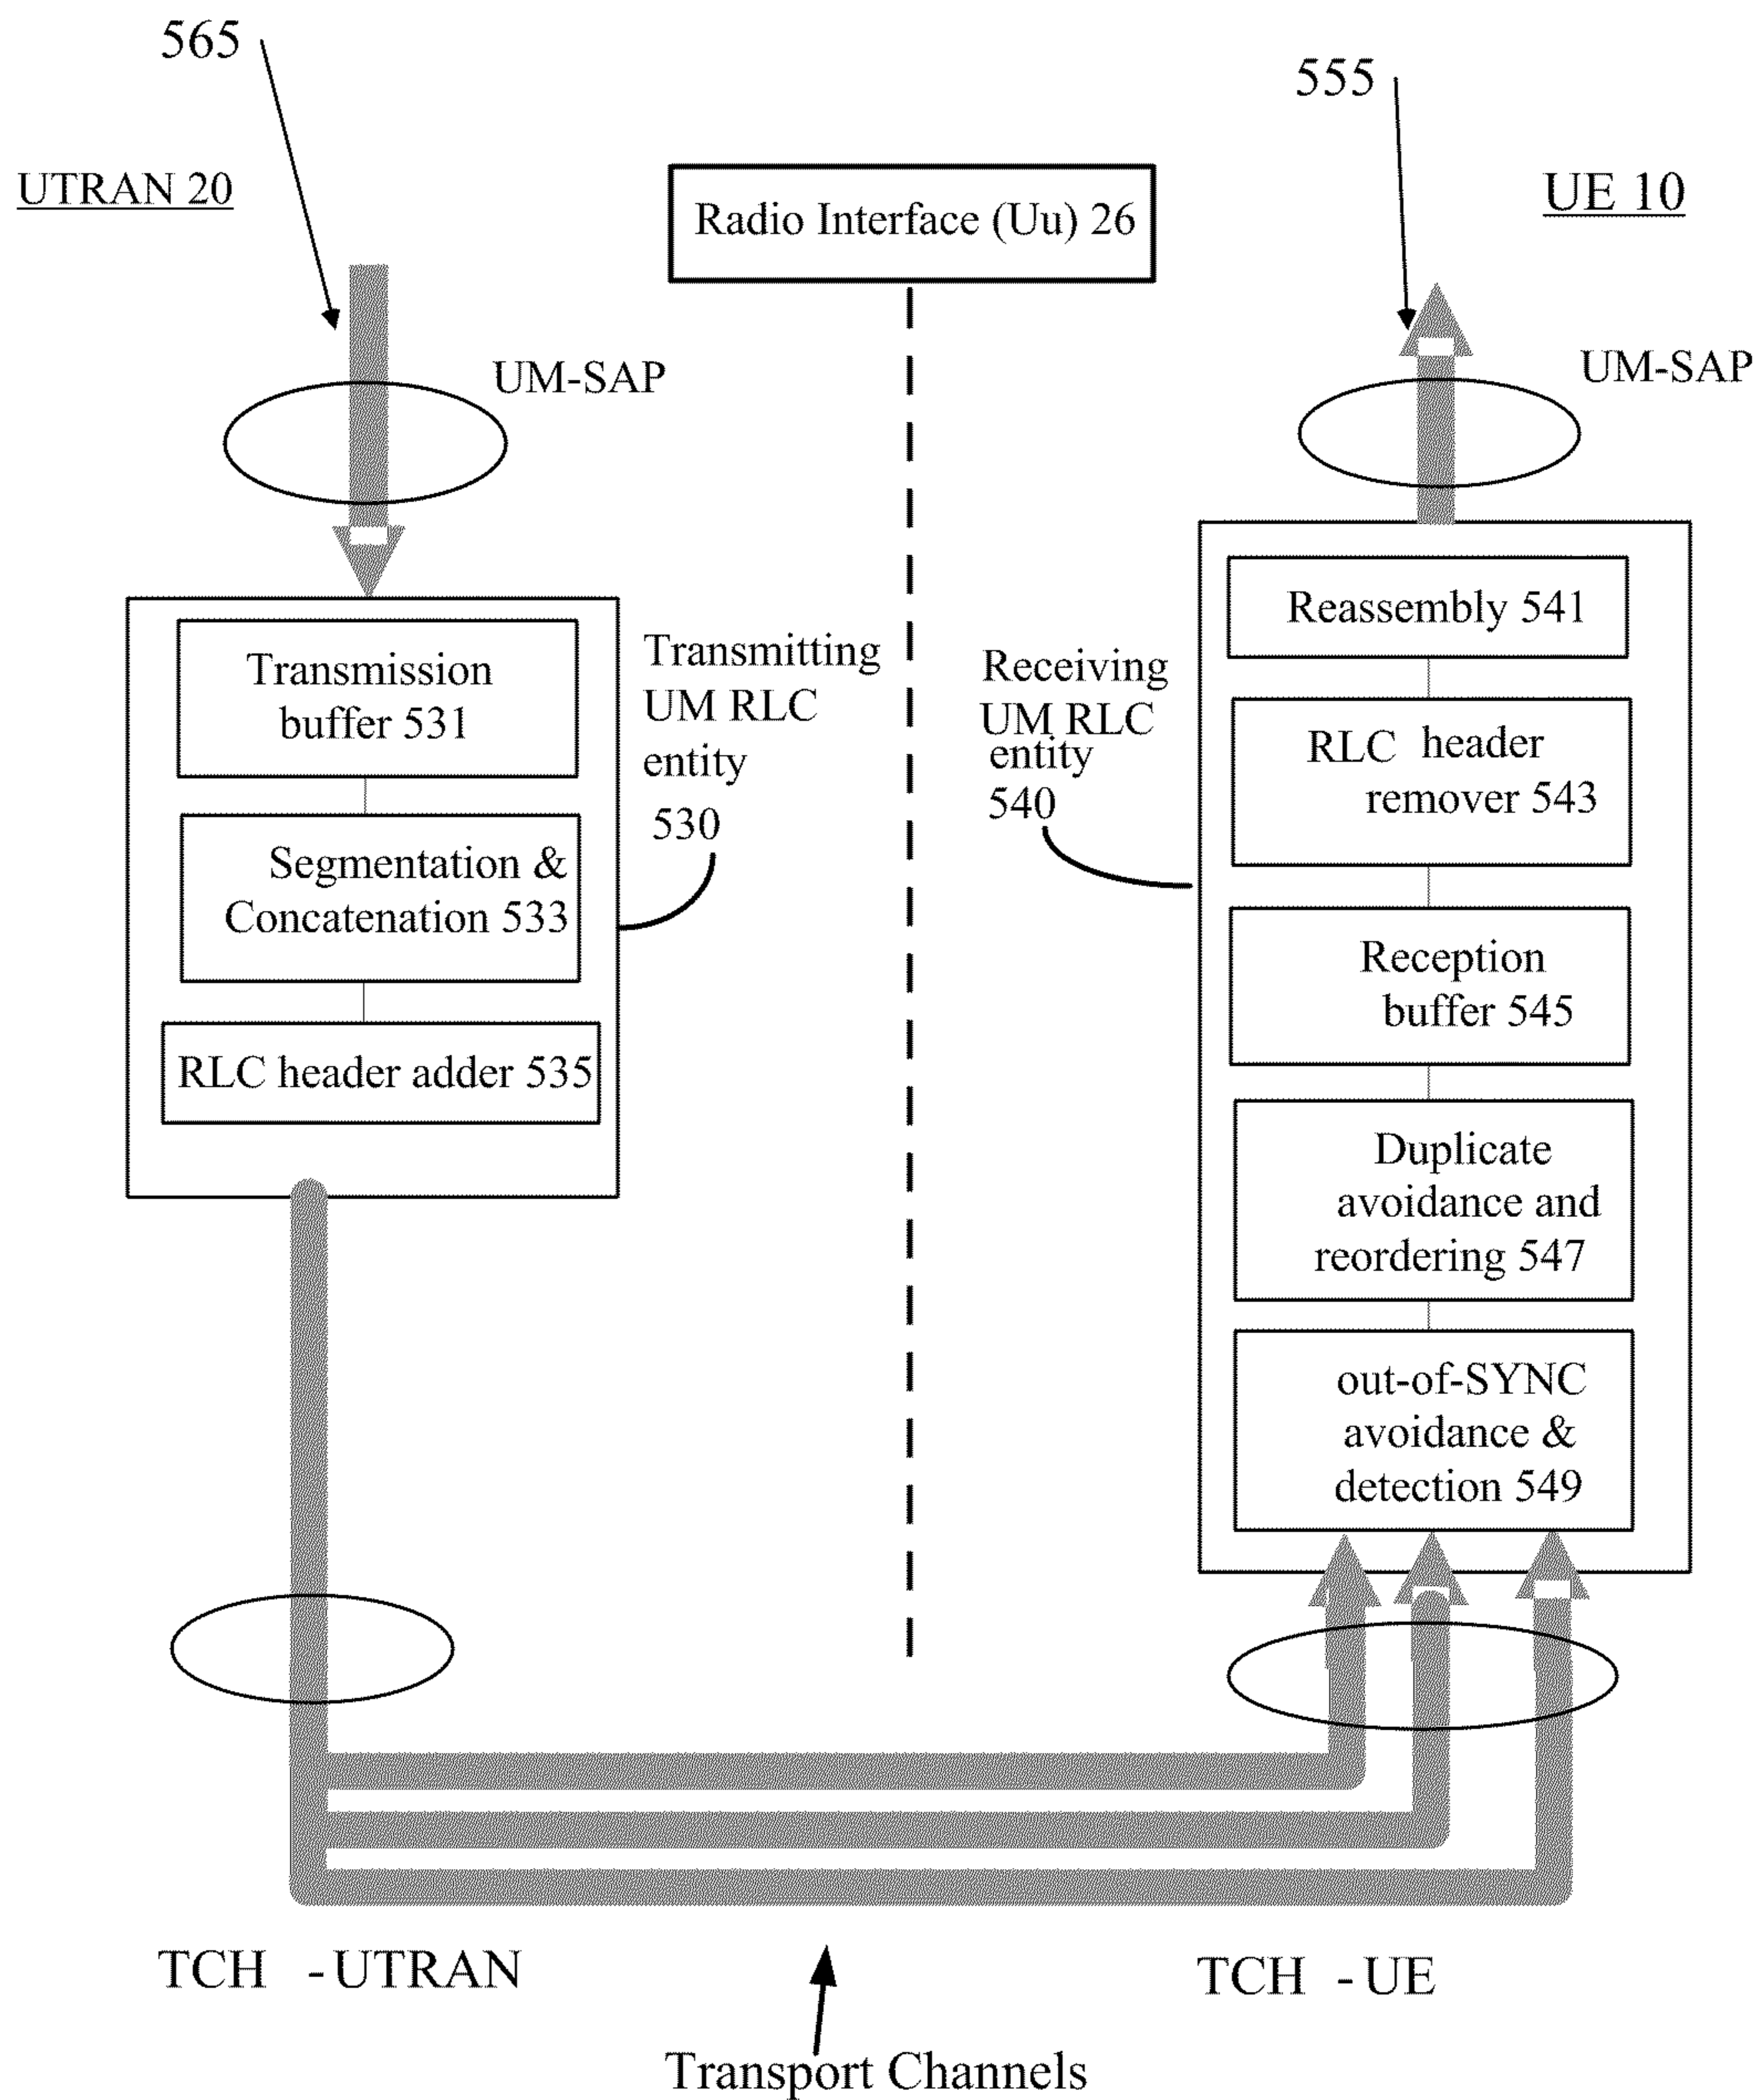 565
555
UTRAN 20
Radio Interface (Uu) 26
UE 10
UM-SAP
UM-SAP
Transmission
buffer 531
Segmentation &
Concatenation 533
RLC header adder 535
Transmitting
UM RLC
entity
530
Receiving
UM RLC
entity
540
Reassembly 541
RLC header
remover 543
Reception
buffer 545
Duplicate
avoidance and
reordering 547
out-of-SYNC
avoidance &
detection 549
TCH -UTRAN
TCH -UE
Transport Channels